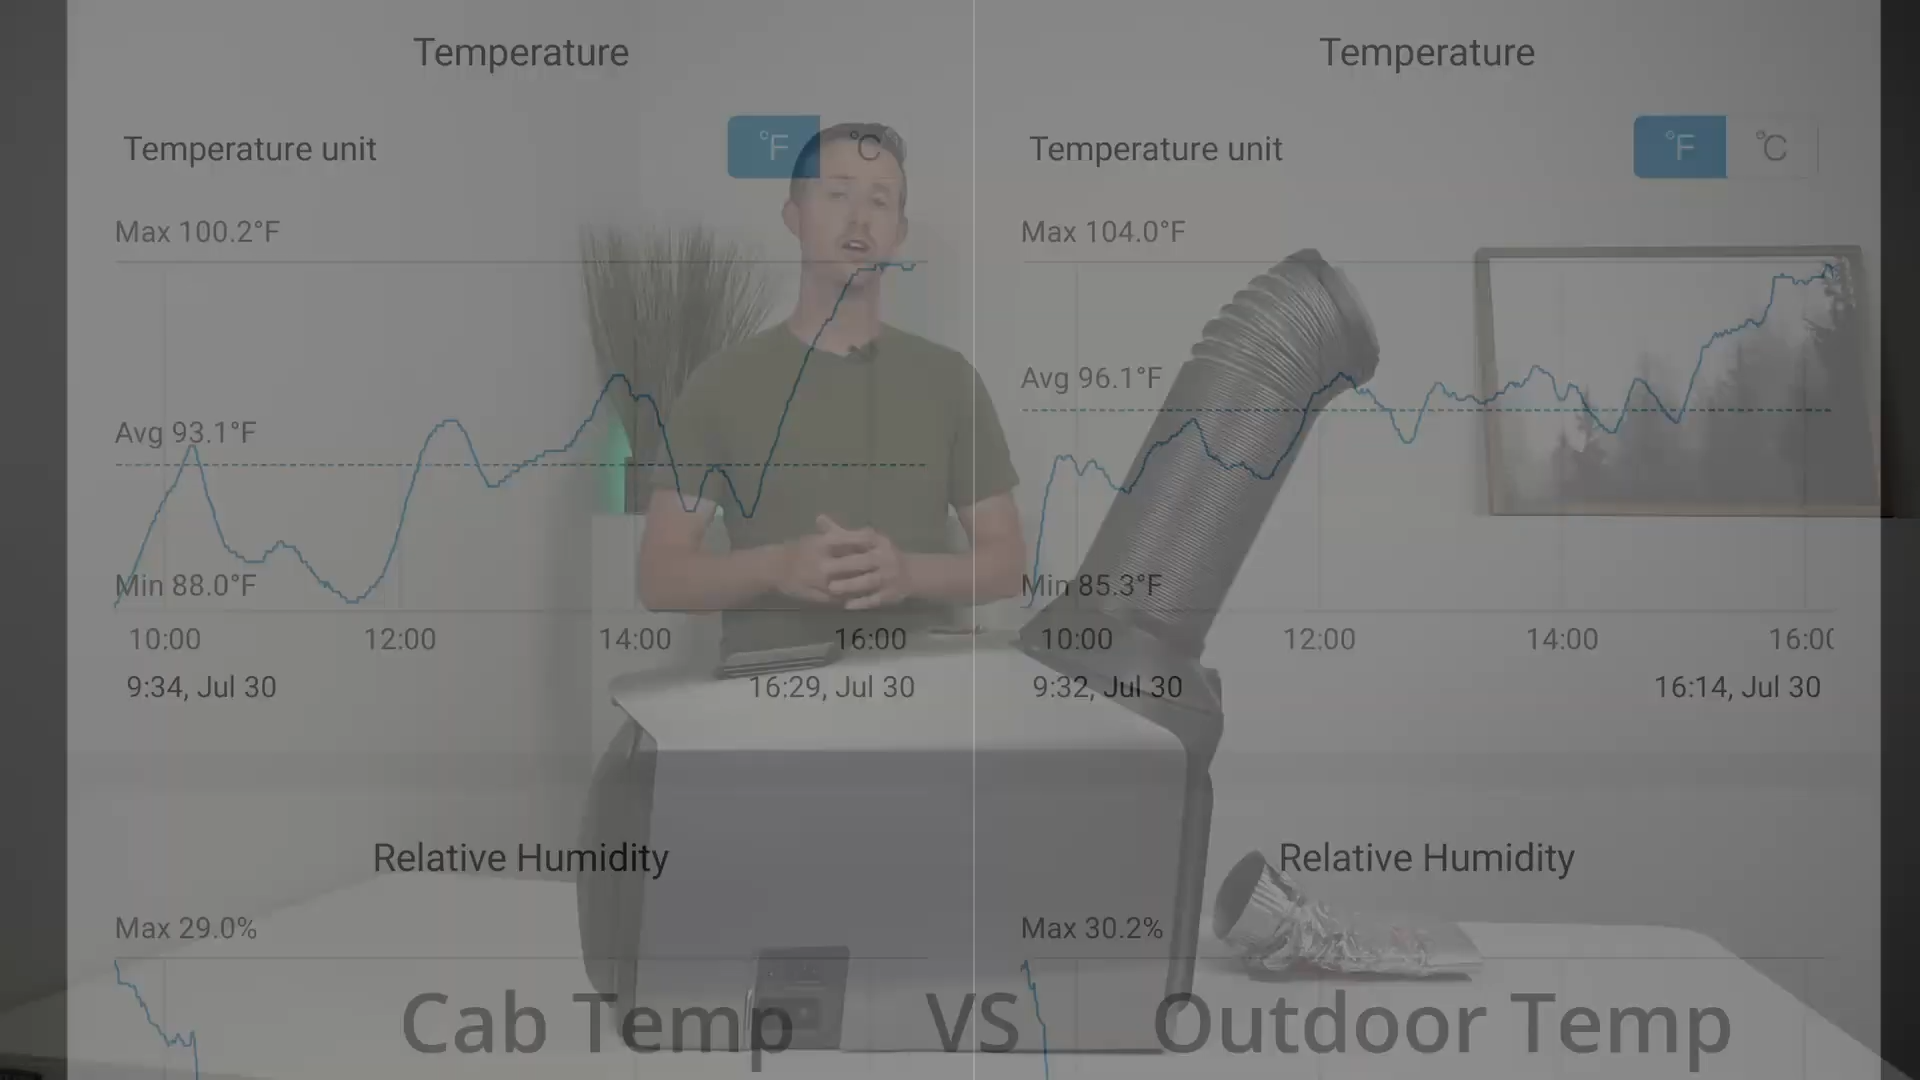 Temperature
Temperature unit
°F
°C
Max 100.2°F
Avg 93.1°F
Min 88.0°F
10:00
12:00
14:00
16:00
9:34, Jul 30
16:29, Jul 30
Relative Humidity
Max 29.0%
Temperature
Temperature unit
°F
°C
Max 104.0°F
Avg 96.1°F
Min 85.3°F
10:00
12:00
14:00
16:00
9:32, Jul 30
16:14, Jul 30
Relative Humidity
Max 30.2%
Cab Temp VS Outdoor Temp